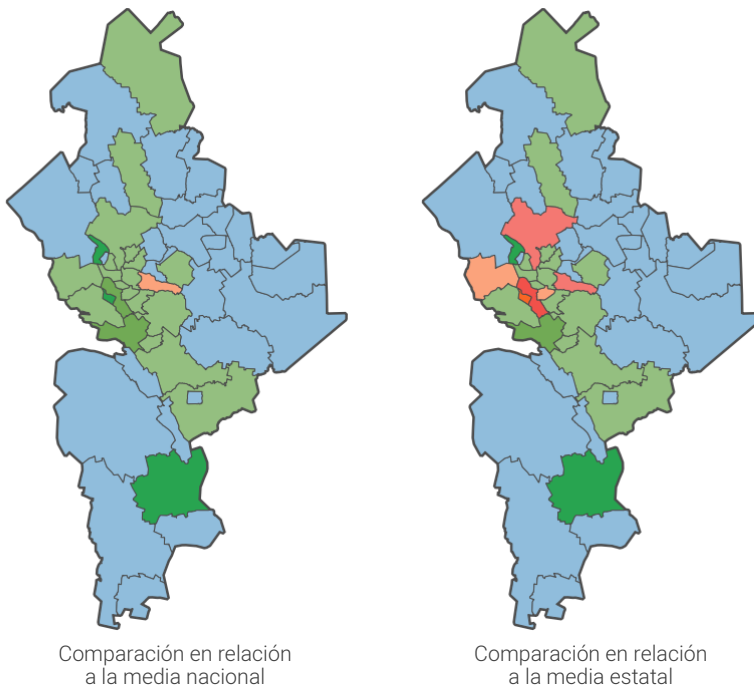 Comparación en relación
a la media nacional
Comparación en relación
a la media estatal